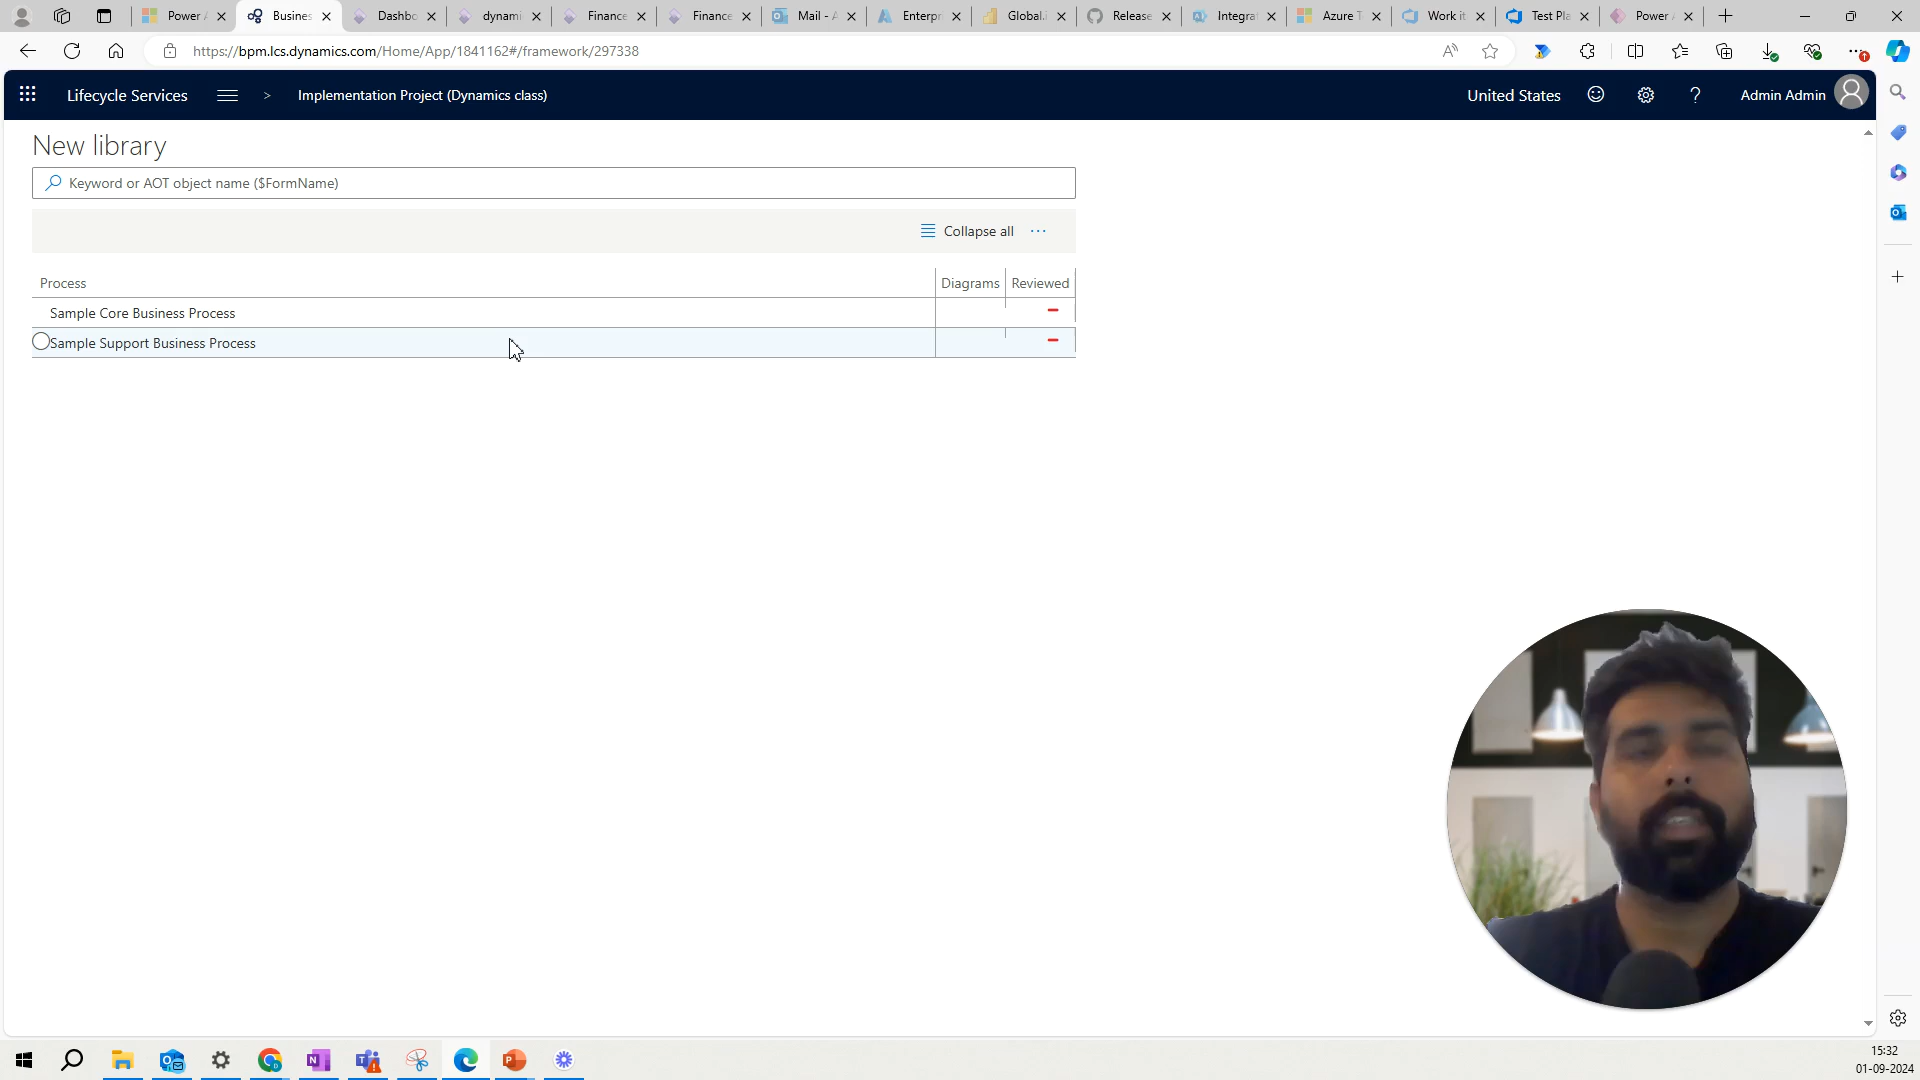 Power A
Busines
Dashbo
dynami
Finance
Finance
Mail - A
Enterpr
Global.i
Release
Integrat
Azure T
Work it
Test Pla
Power A
https://bpm.lcs.dynamics.com/Home/App/1841162#/framework/297338
Lifecycle Services > Implementation Project (Dynamics class) United States ? Admin Admin
New library
Keyword or AOT object name ($FormName)
Collapse all ...
Process Diagrams Reviewed
Sample Core Business Process
Sample Support Business Process
15:32
01-09-2024